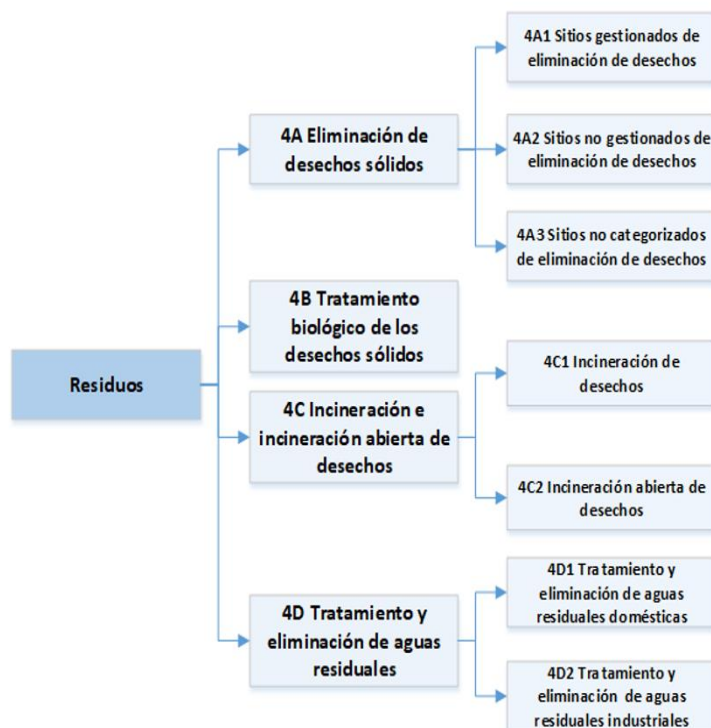 4A1 Sitios gestionados de
eliminación de desechos
4A Eliminación de
desechos sólidos
4A2 Sitios no gestionados de
eliminación de desechos
4A3 Sitios no categorizados
de eliminación de desechos
4B Tratamiento
biológico de los
desechos sólidos
Residuos
4C Incineración e
incineración abierta de
desechos
4C1 Incineración de
desechos
4C2 Incineración abierta de
desechos
4D Tratamiento y
eliminación de aguas
residuales
4D1 Tratamiento y
eliminación de aguas
residuales domésticas
4D2 Tratamiento y
eliminación de aguas
residuales industriales